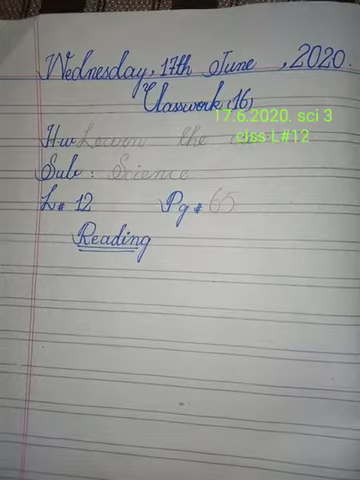 Wednesday, 17th June , 2020.
Classwork (16)
17.6.2020. sci 3
clss L#12
Hw Learn the
Sub : Science
L# 12 Pg # 65
Reading